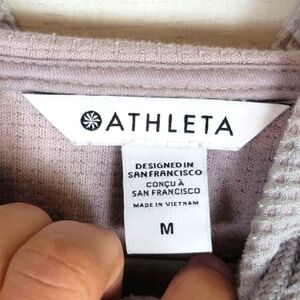 ATHLETA
DESIGNED IN
SAN FRANCISCO
CONÇU À
SAN FRANCISCO
MADE IN VIETNAM
M